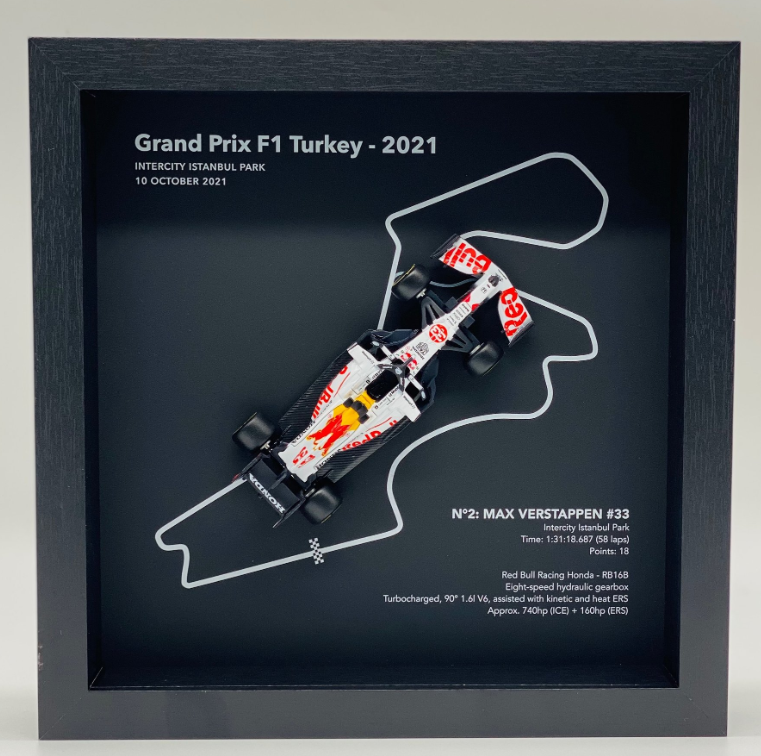 Grand Prix F1 Turkey - 2021
INTERCITY ISTANBUL PARK
10 OCTOBER 2021
33
HONDA
N°2: MAX VERSTAPPEN #33
Intercity Istanbul Park
Time: 1:31:18.687 (58 laps)
Points: 18
Red Bull Racing Honda - RB16B
Eight-speed hydraulic gearbox
Turbocharged, 90° 1.6l V6, assisted with kinetic and heat ERS
Approx. 740hp (ICE) + 160hp (ERS)